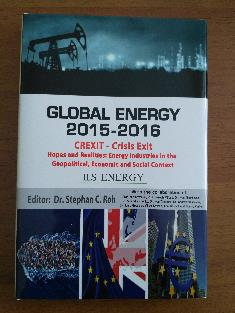 GLOBAL ENERGY
2015-2016
CREXIT - Crisis Exit
Hopes and Realities: Energy Industries in the
Geopolitical, Economic and Social Context
ILS ENERGY
Editor: Dr. Stephan C. Roh